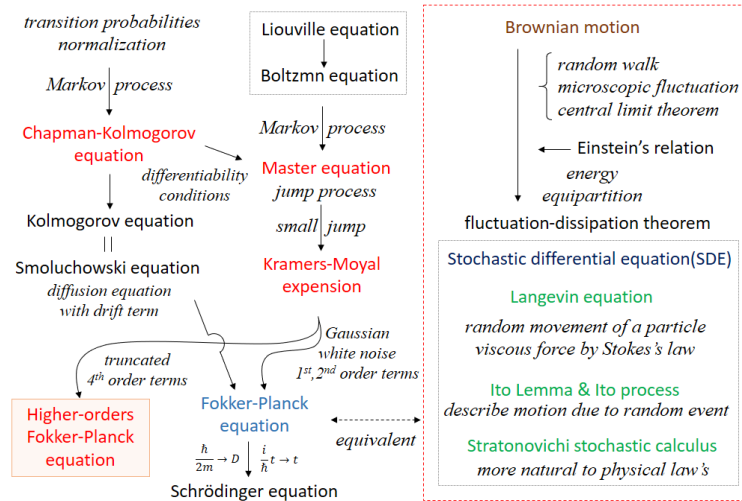 transition probabilities
normalization
Markov process
Chapman-Kolmogorov
equation
differentiability
conditions
Kolmogorov equation
Smoluchowski equation
diffusion equation
with drift term
Liouville equation
Boltzmn equation
Markov process
Master equation
jump process
small jump
Kramers-Moyal
expension
truncated
4th order terms
Gaussian
white noise
1st,2nd order terms
Higher-orders
Fokker-Planck
equation
Fokker-Planck
equation
ħ/2m → D i/ħ t → t
Schrödinger equation
equivalent
Brownian motion
random walk
microscopic fluctuation
central limit theorem
Einstein's relation
energy
equipartition
fluctuation-dissipation theorem
Stochastic differential equation(SDE)
Langevin equation
random movement of a particle
viscous force by Stokes's law
Ito Lemma & Ito process
describe motion due to random event
Stratonovichi stochastic calculus
more natural to physical law's